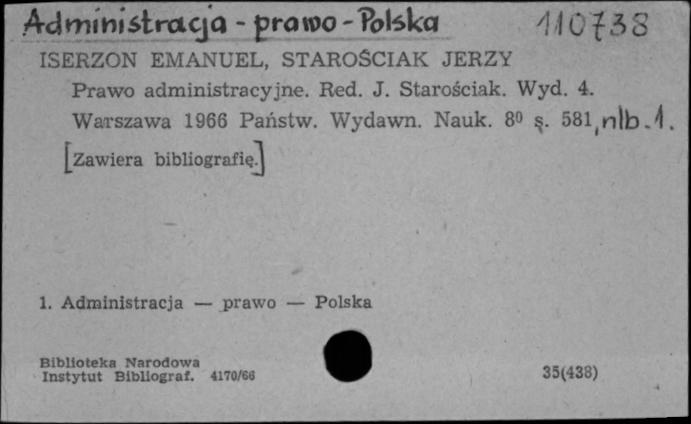 Administracja - prawo - Polska 110738
ISERZON EMANUEL, STAROŚCIAK JERZY
Prawo administracyjne. Red. J. Starościak. Wyd. 4.
Warszawa 1966 Państw. Wydawn. Nauk. 8⁰ s. 581, nlb. 1.
[Zawiera bibliografię.]
1. Administracja — prawo — Polska
Biblioteka Narodowa
Instytut Bibliograf. 4170/66 35(438)